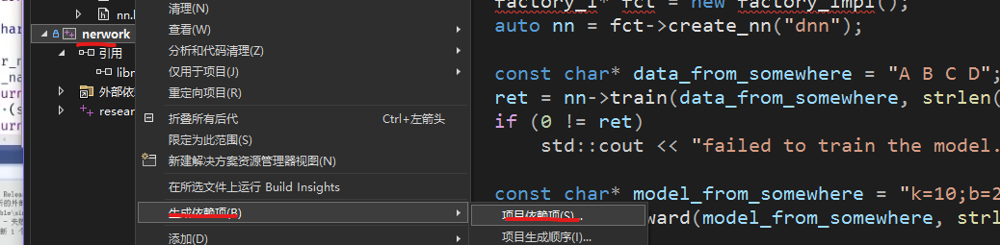 nn.l
nerwork
引用
libr
外部依
resear
har
r_n
_na
urn
(s
urn
清理(N)
查看(W)
分析和代码清理(Z)
仅用于项目(J)
重定向项目(R)
折叠所有后代 Ctrl+左箭头
限定为此范围(S)
新建解决方案资源管理器视图(N)
在所选文件上运行 Build Insights
生成依赖项(B)
添加(D)
项目依赖项(S)...
项目生成顺序(I)...
factory_i* fct = new factory_impl();
auto nn = fct->create_nn("dnn");
const char* data_from_somewhere = "A B C D";
ret = nn->train(data_from_somewhere, strlen(
if (0 != ret)
std::cout << "failed to train the model.
const char* model_from_somewhere = "k=10;b=2
ward(model_from_somewhere, strl